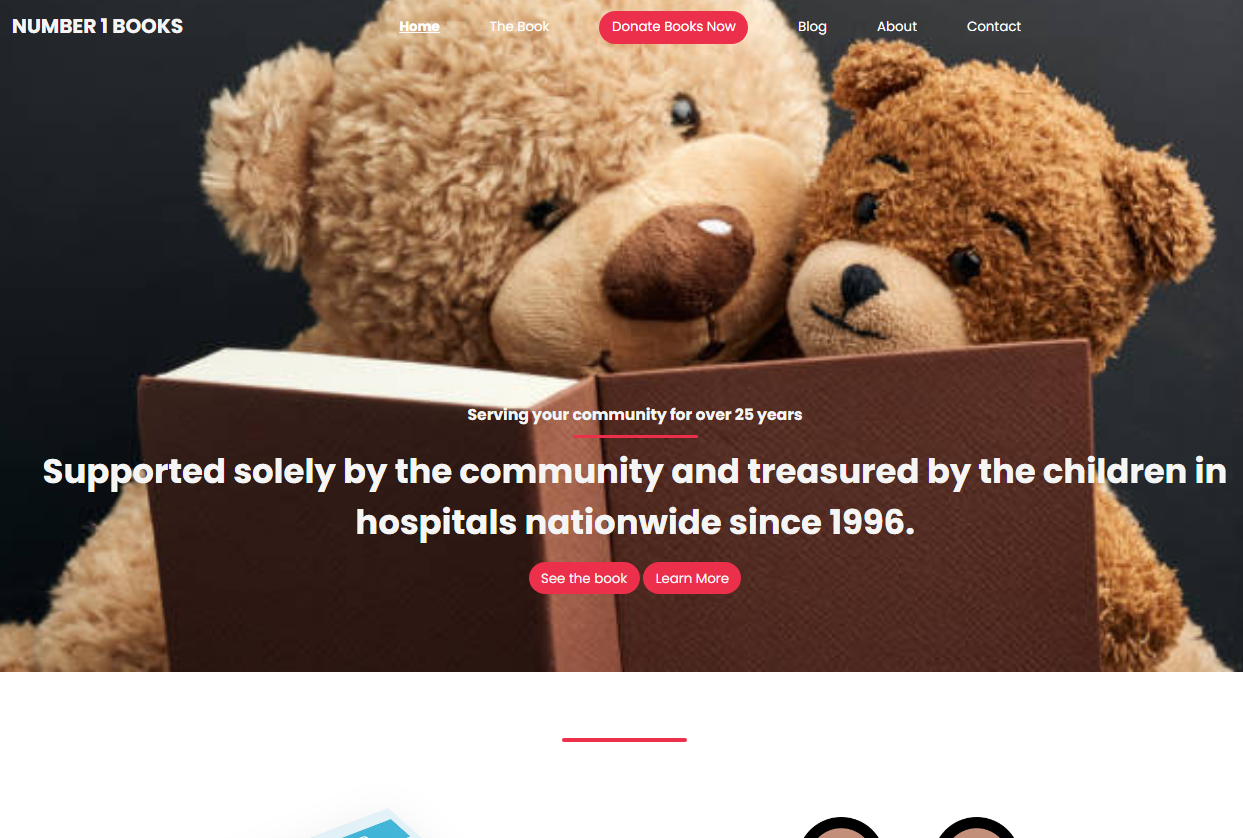 NUMBER 1 BOOKS
Home
The Book
Donate Books Now
Blog
About
Contact
Serving your community for over 25 years
Supported solely by the community and treasured by the children in
hospitals nationwide since 1996.
See the book
Learn More